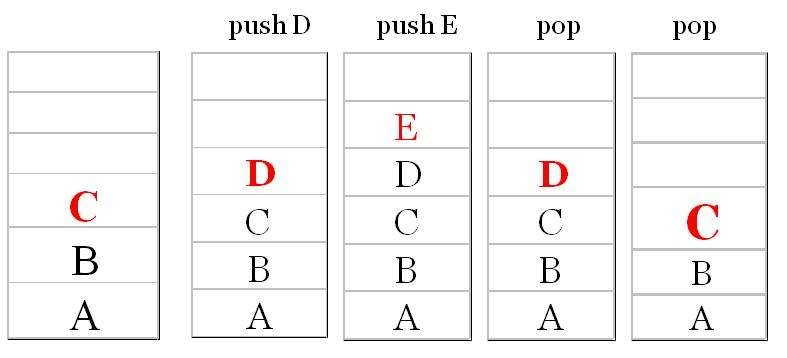 push D push E pop pop
E
D D D
C C C C C
B B B B B
A A A A A